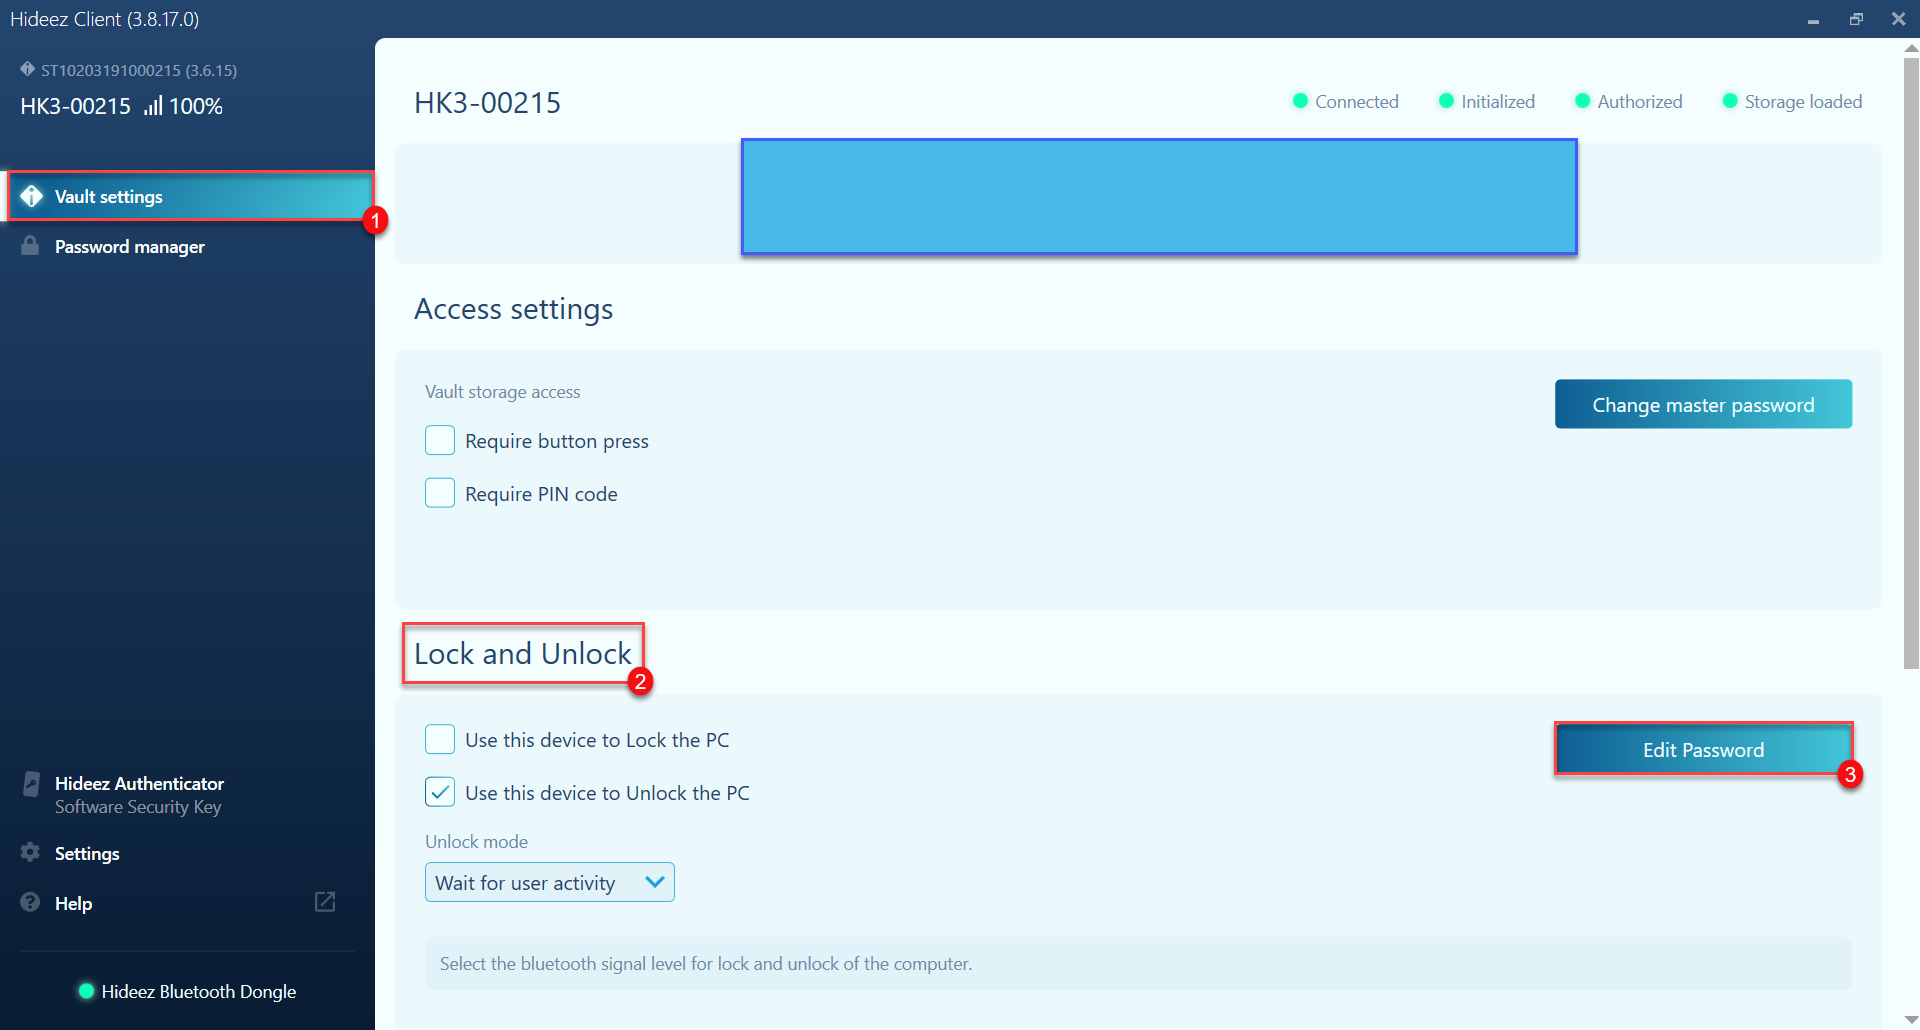 Hideez Client (3.8.17.0)
ST10203191000215 (3.6.15)
HK3-00215 100%
Vault settings
1
Password manager
Hideez Authenticator
Software Security Key
Settings
Help
Hideez Bluetooth Dongle
HK3-00215
Connected
Initialized
Authorized
Storage loaded
Access settings
Vault storage access
Change master password
Require button press
Require PIN code
Lock and Unlock
2
Use this device to Lock the PC
Edit Password
3
Use this device to Unlock the PC
Unlock mode
Wait for user activity
Select the bluetooth signal level for lock and unlock of the computer.